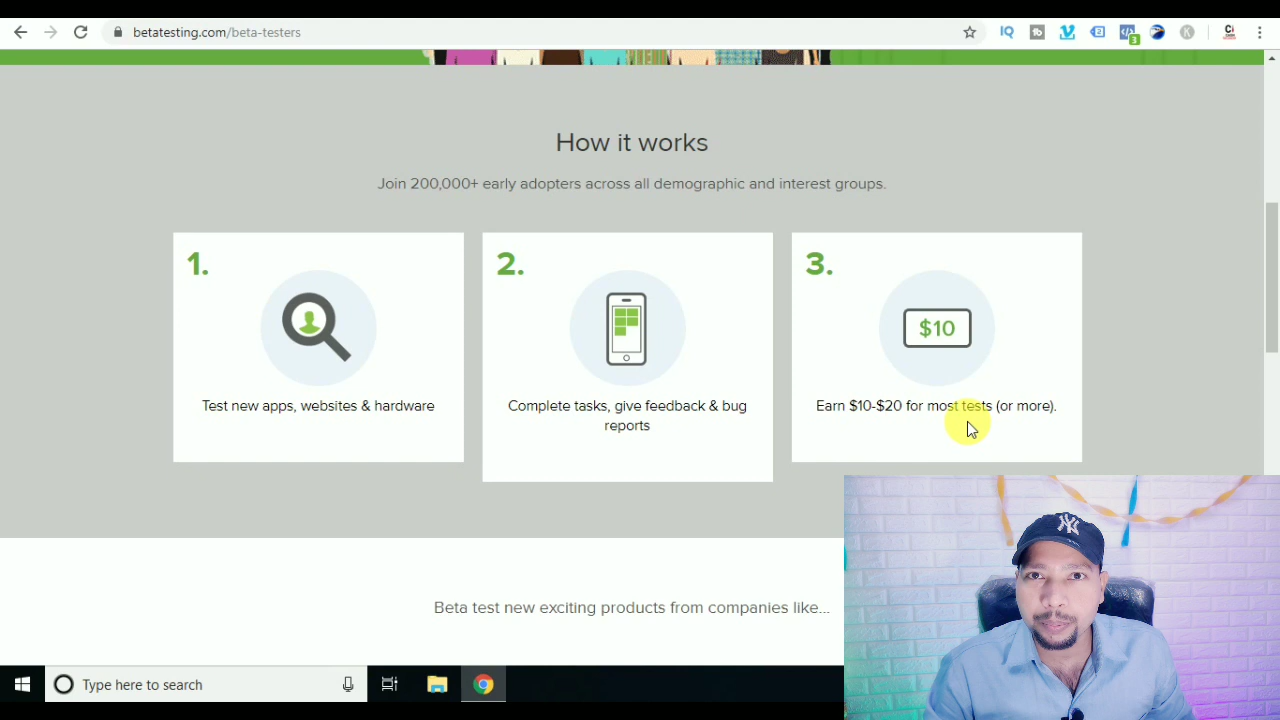 betatesting.com/beta-testers
How it works
Join 200,000+ early adopters across all demographic and interest groups.
1.
Test new apps, websites & hardware
2.
Complete tasks, give feedback & bug
reports
3.
$10
Earn $10-$20 for most tests (or more).
Beta test new exciting products from companies like...
Type here to search